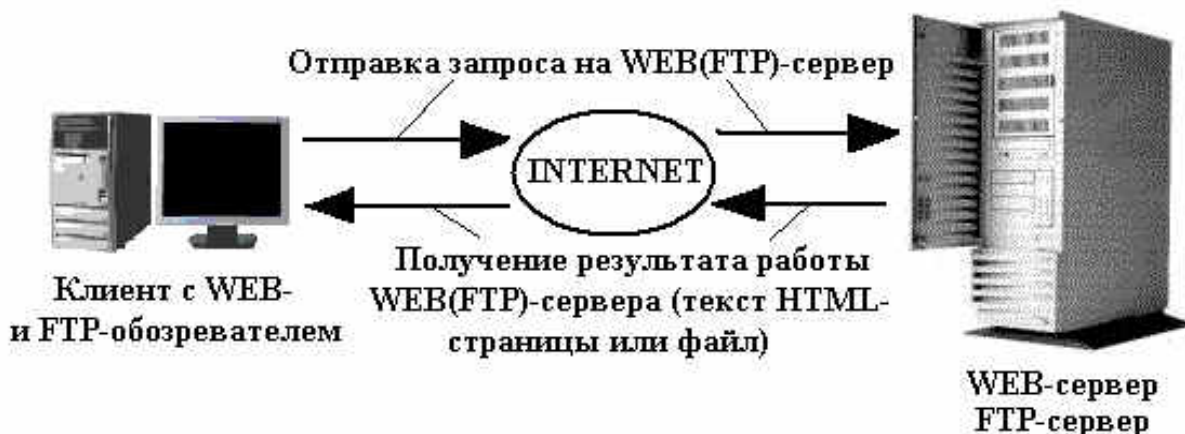 Отправка запроса на WEB(FTP)-сервер
INTERNET
Клиент с WEB-
и FTP-обозревателем
Получение результата работы
WEB(FTP)-сервера (текст HTML-
страницы или файл)
WEB-сервер
FTP-сервер